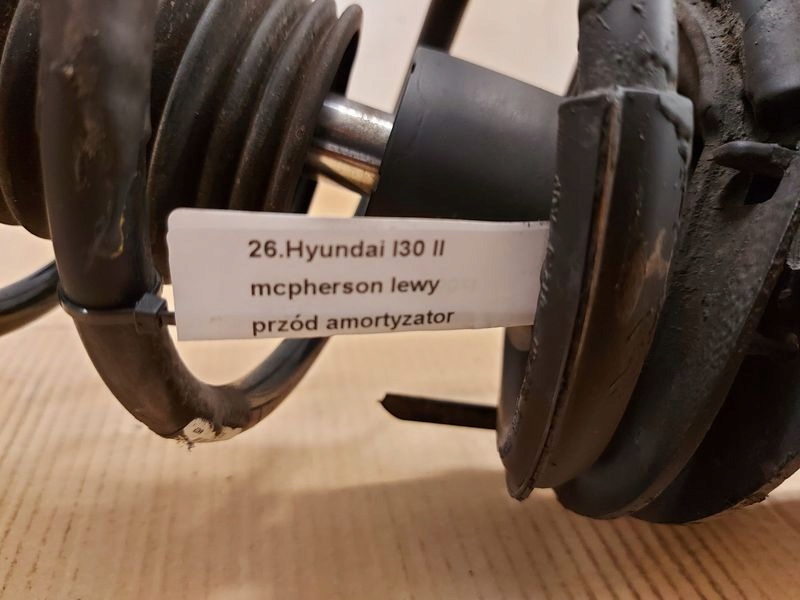 26.Hyundai I30 II
mcpherson lewy
przód amortyzator